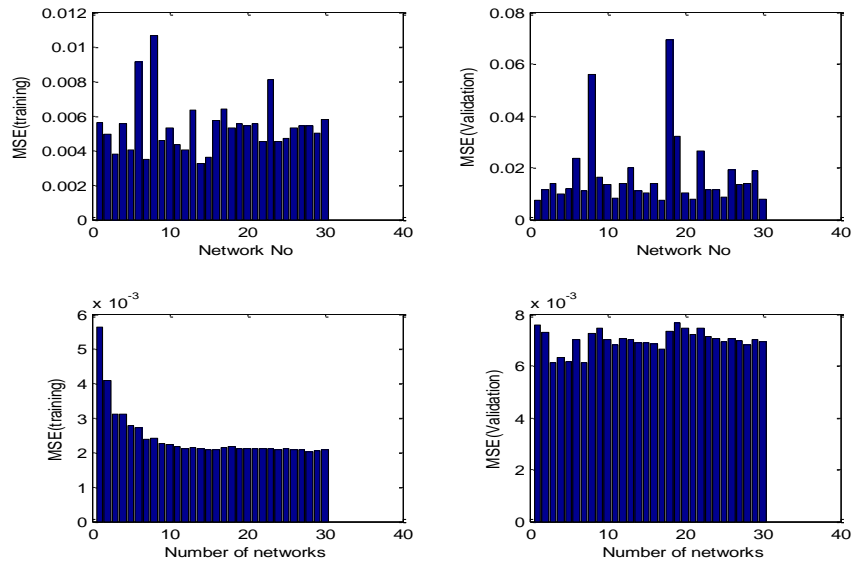 0.012
0.01
0.008
0.006
0.004
0.002
0
MSE(training)
0 10 20 30 40
Network No
0.08
0.06
0.04
0.02
0
MSE(Validation)
0 10 20 30 40
Network No
x 10-3
6
5
4
3
2
1
0
MSE(training)
0 10 20 30 40
Number of networks
x 10-3
8
6
4
2
0
MSE(Validation)
0 10 20 30 40
Number of networks